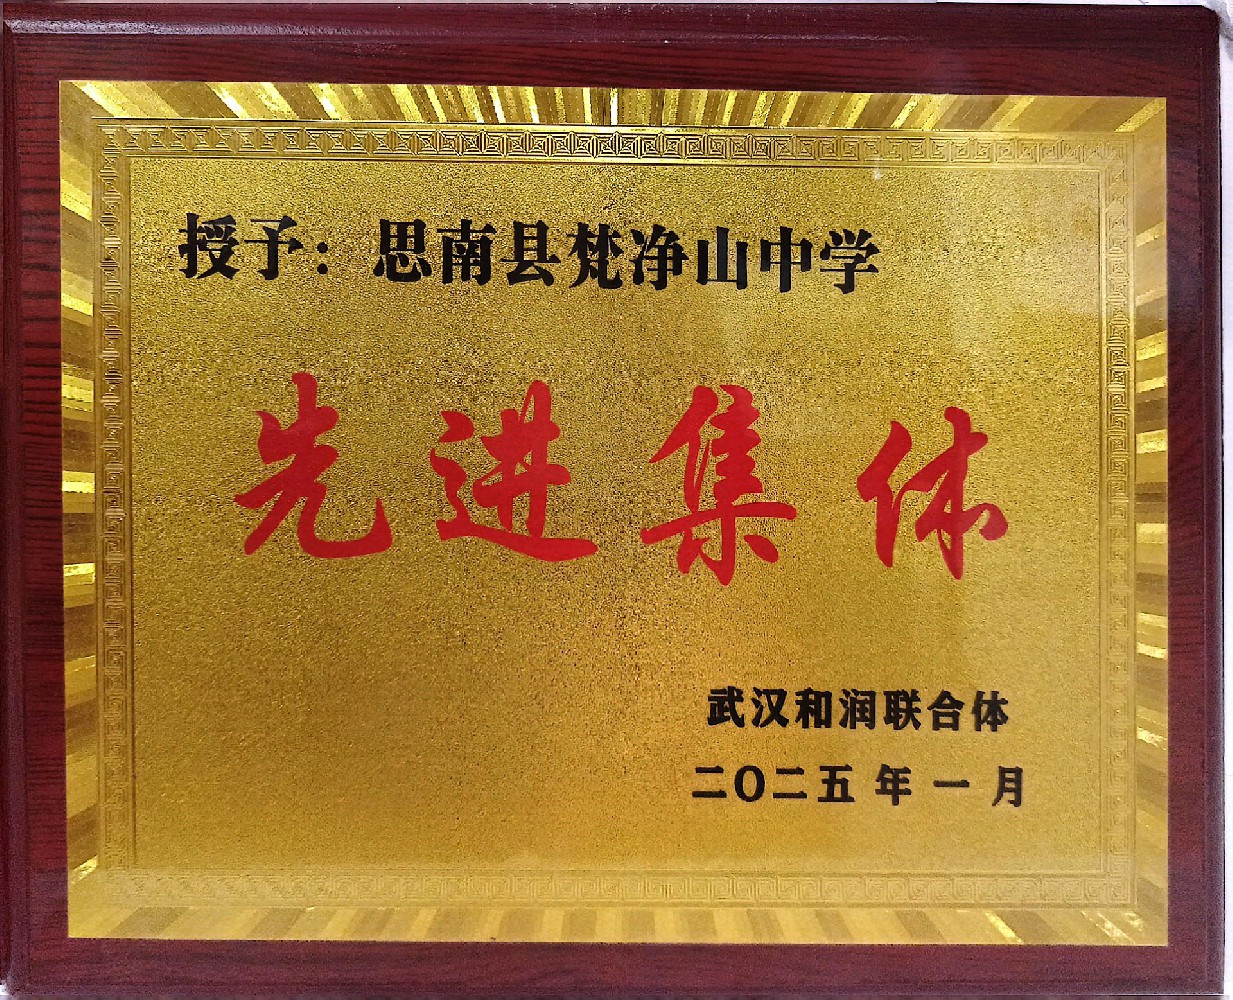 授予：思南县梵净山中学
先进集体
武汉和润联合体
二〇二五年一月